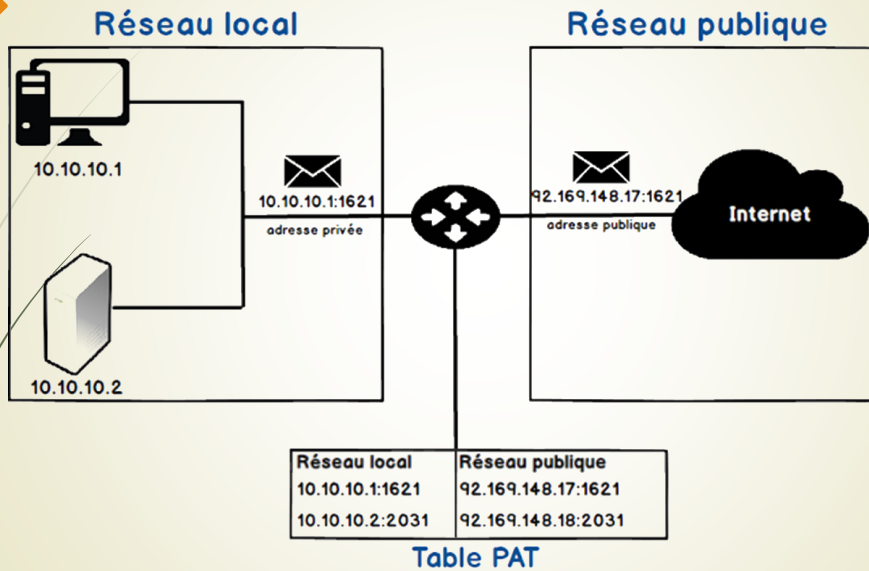 Réseau local
Réseau publique
10.10.10.1
10.10.10.1:1621
adresse privée
92.169.148.17:1621
adresse publique
Internet
10.10.10.2
Réseau local Réseau publique
10.10.10.1:1621 92.169.148.17:1621
10.10.10.2:2031 92.169.148.18:2031
Table PAT